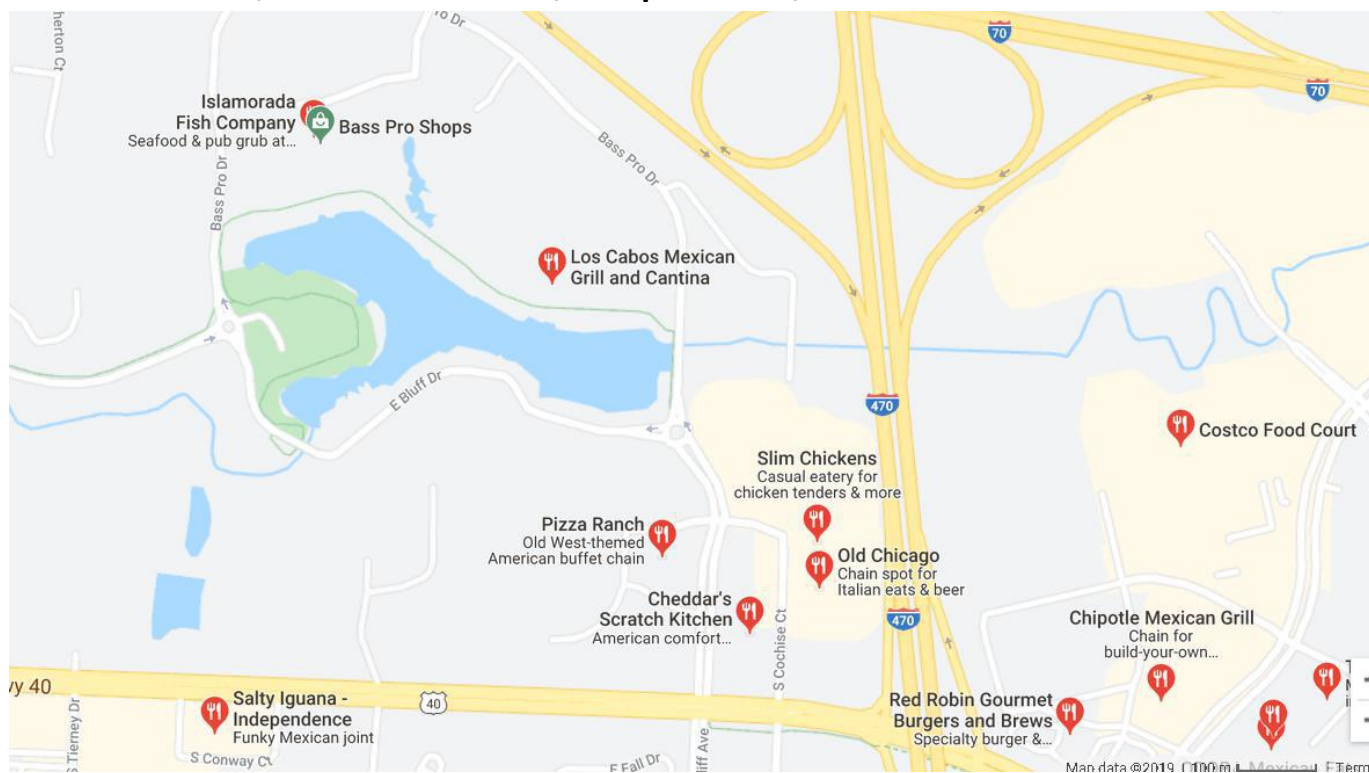 70
70
Islamorada
Fish Company
Seafood & pub grub at...
Bass Pro Shops
Bass Pro Dr
Bass Pro Dr
Los Cabos Mexican
Grill and Cantina
E Bluff Dr
470
Costco Food Court
Slim Chickens
Casual eatery for
chicken tenders & more
Pizza Ranch
Old West-themed
American buffet chain
Old Chicago
Chain spot for
Italian eats & beer
Cheddar's
Scratch Kitchen
American comfort...
S Cochise Ct
470
Chipotle Mexican Grill
Chain for
build-your-own...
vy 40
40
Salty Iguana -
Independence
Funky Mexican joint
S Tierney Dr
S Conway Ct
E Fall Dr
liff Ave
Red Robin Gourmet
Burgers and Brews
Specialty burger &...
Map data ©2019
100 m